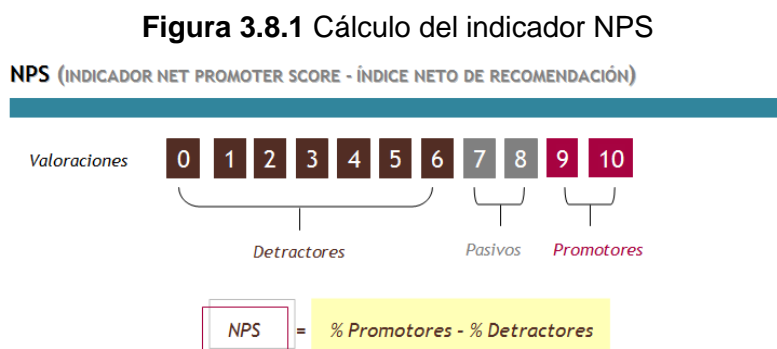 Figura 3.8.1 Cálculo del indicador NPS
NPS (INDICADOR NET PROMOTER SCORE - ÍNDICE NETO DE RECOMENDACIÓN)
Valoraciones 0 1 2 3 4 5 6 7 8 9 10
Detractores Pasivos Promotores
NPS = % Promotores - % Detractores